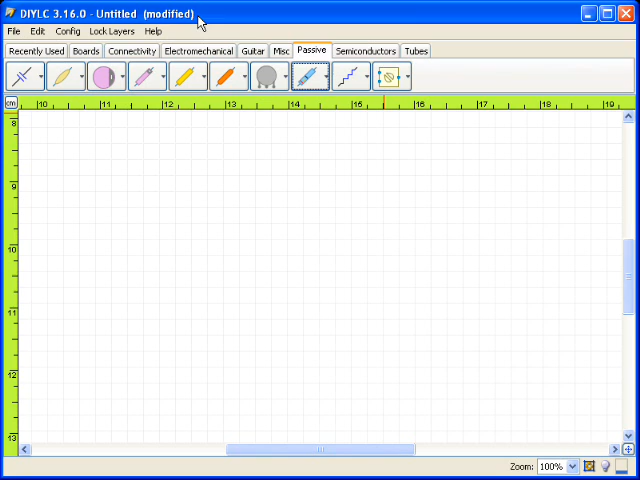 DIYLC 3.16.0 - Untitled (modified)
File Edit Config Lock Layers Help
Recently Used Boards Connectivity Electromechanical Guitar Misc Passive Semiconductors Tubes
cm 10 11 12 13 14 15 16 17 18 19
8
9
10
11
12
13
Zoom: 100%